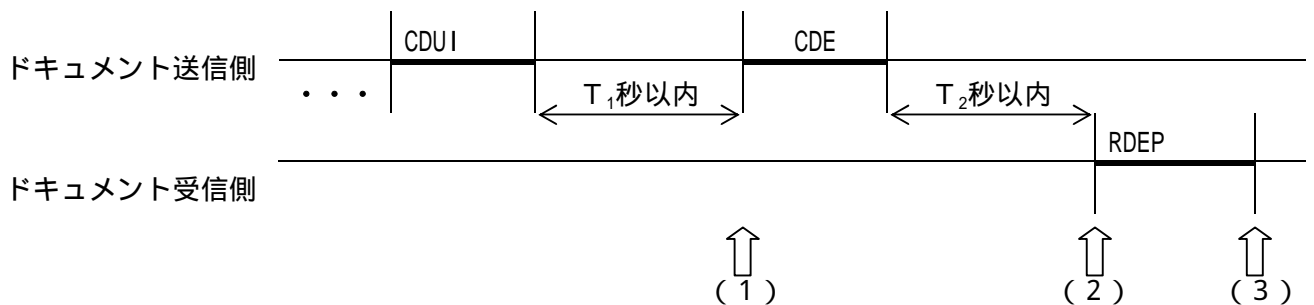 CDUI CDE
ドキュメント送信側
・・・ T₁秒以内 T₂秒以内
RDEP
ドキュメント受信側
(1) (2) (3)